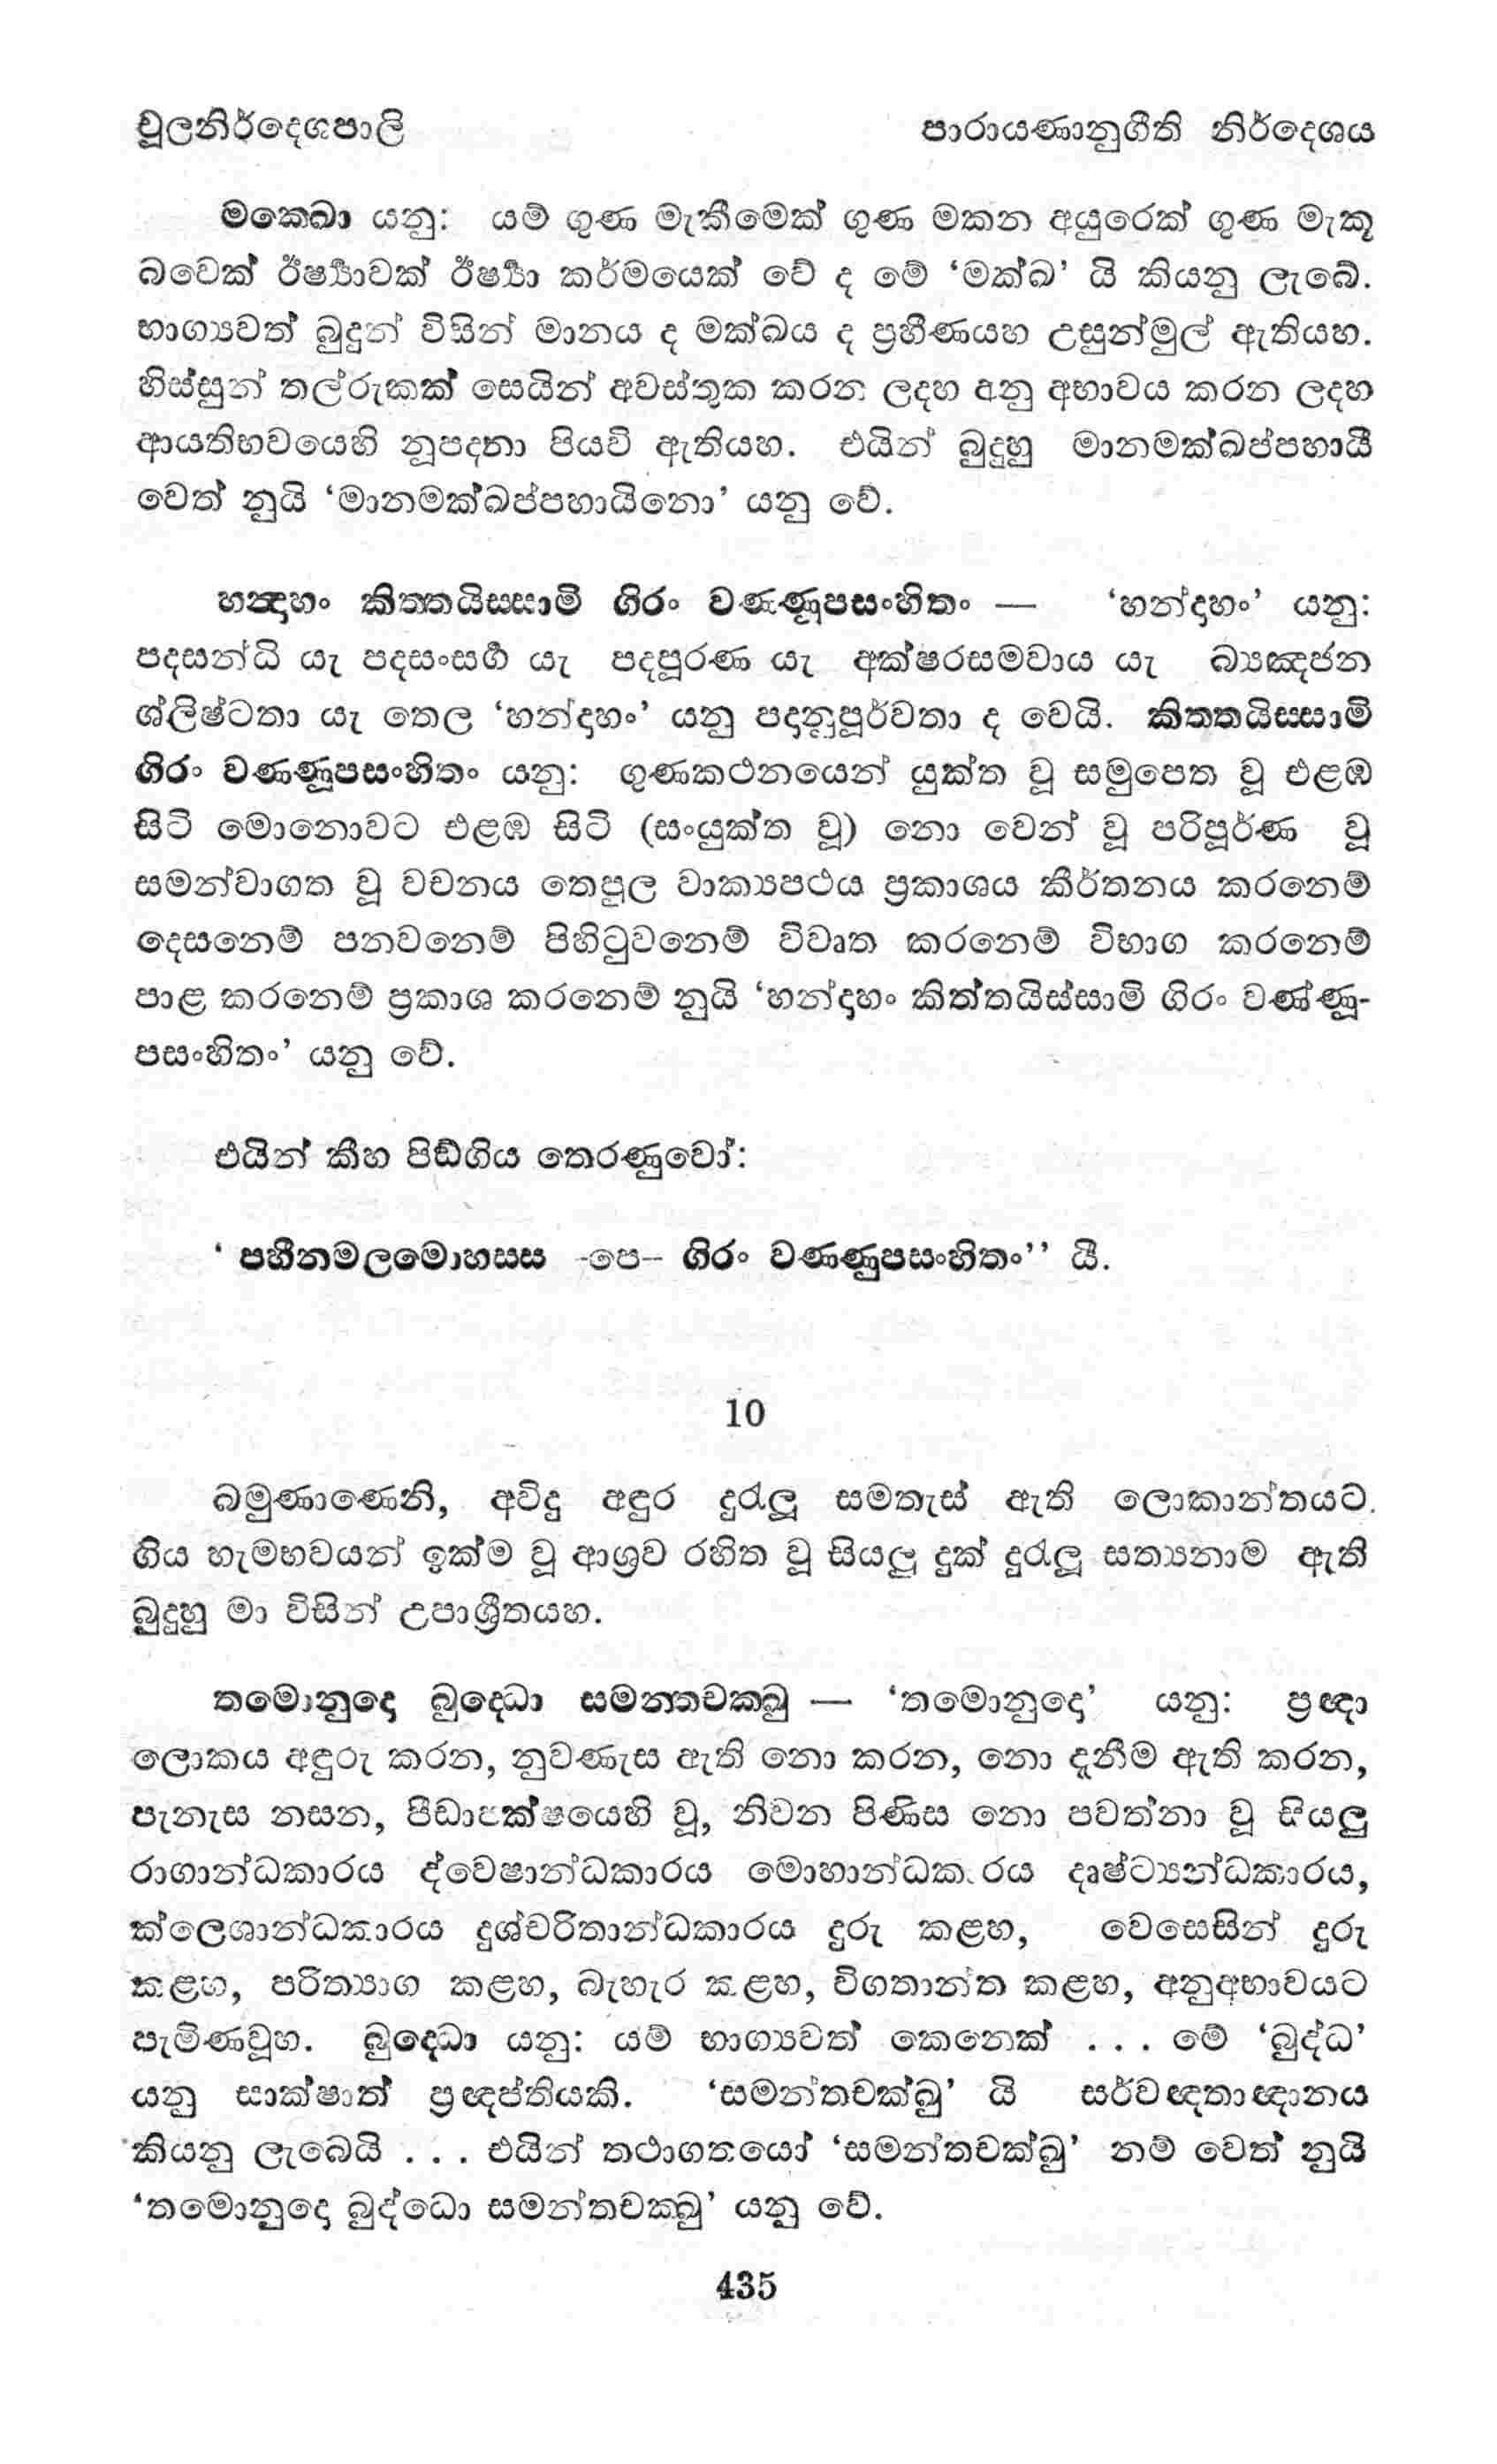 චූලනිර්දෙශපාලි පාරායණානුගීති නිර්දෙශය
මක්ඛො යනු: යම් ගුණ මැකීමෙක් ගුණ මකන අයුරෙක් ගුණ මැකූ
බවෙක් ඊර්ෂ්‍යාවක් ඊර්ෂ්‍යා කර්මයෙක් වේ ද මේ ‘මක්ඛ’ යි කියනු ලැබේ.
භාග්‍යවත් බුදුන් විසින් මානය ද මක්ඛය ද ප්‍රහීණයහ උසුන්මුල් ඇතියහ.
හිස්සුන් තල්රුකක් සෙයින් අවස්තුක කරන ලදහ අනු අභාවය කරන ලදහ
ආයතිභවයෙහි නූපදනා පියවි ඇතියහ. එයින් බුදුහු මානමක්ඛප්පහායී
වෙත් නුයි ‘මානමක්ඛප්පහායිනො’ යනු වේ.
හන්‍දාහං කිත්තයිස්සාමි ගිරං වණ්ණූපසංහිතං — ‘හන්දාහං’ යනු:
පදසන්ධි යැ පදසංසර්ග යැ පදපූරණ යැ අක්ෂරසමවාය යැ ව්‍යඤ්ජන
ශ්ලිෂ්ටතා යැ තෙල ‘හන්දාහං’ යනු පදානුපූර්වතා ද වෙයි. කිත්තයිස්සාමි
ගිරං වණ්ණූපසංහිතං යනු: ගුණකථනයෙන් යුක්ත වූ සමුපෙත වූ එළඹ
සිටි මොනොවට එළඹ සිටි (සංයුක්ත වූ) නො වෙන් වූ පරිපූර්ණ වූ
සමන්වාගත වූ වචනය තෙපුල වාක්‍යපථය ප්‍රකාශය කීර්තනය කරනෙම්
දෙසනෙම් පනවනෙම් පිහිටුවනෙම් විවෘත කරනෙම් විභාග කරනෙම්
පාළ කරනෙම් ප්‍රකාශ කරනෙම් නුයි ‘හන්දාහං කිත්තයිස්සාමි ගිරං වණ්ණූ-
පසංහිතං’ යනු වේ.
එයින් කීහ පිඞ්ගිය තෙරණුවෝ:
‘පහීනමලමොහස්ස -පෙ- ගිරං වණ්ණුපසංහිතං’’ යී.
10
බමුණාණෙනි, අවිදු අඳුර දුරැලූ සමතැස් ඇති ලොකාන්තයට
ගිය හැමභවයන් ඉක්ම වූ ආශ්‍රව රහිත වූ සියලු දුක් දුරැලූ සත්‍යනාම ඇති
බුදුහු මා විසින් උපාශ්‍රීතයහ.
තමොනුදො බුද්ධො සමන්තචක්ඛු — ‘තමොනුදො’ යනු: ප්‍රඥා
ලොකය අඳුරු කරන, නුවණැස ඇති නො කරන, නො දැනීම ඇති කරන,
පැනැස නසන, පීඩාපක්ෂයෙහි වූ, නිවන පිණිස නො පවත්නා වූ සියලු
රාගාන්ධකාරය ද්වෙෂාන්ධකාරය මොහාන්ධකාරය දෘෂ්ට්‍යන්ධකාරය,
ක්ලෙශාන්ධකාරය දුශ්චරිතාන්ධකාරය දුරු කළහ, වෙසෙසින් දුරු
කළහ, පරිත්‍යාග කළහ, බැහැර කළහ, විගතාන්ත කළහ, අනුඅභාවයට
පැමිණවූහ. බුද්ධො යනු: යම් භාග්‍යවත් කෙනෙක් . . . මේ ‘බුද්ධ’
යනු සාක්ෂාත් ප්‍රඥප්තියකි. ‘සමන්තචක්ඛු’ යි සර්වඥතාඥානය
කියනු ලැබෙයි . . . එයින් තථාගතයෝ ‘සමන්තචක්ඛු’ නම් වෙත් නුයි
‘තමොනුදො බුද්ධො සමන්තචක්ඛු’ යනු වේ.
435